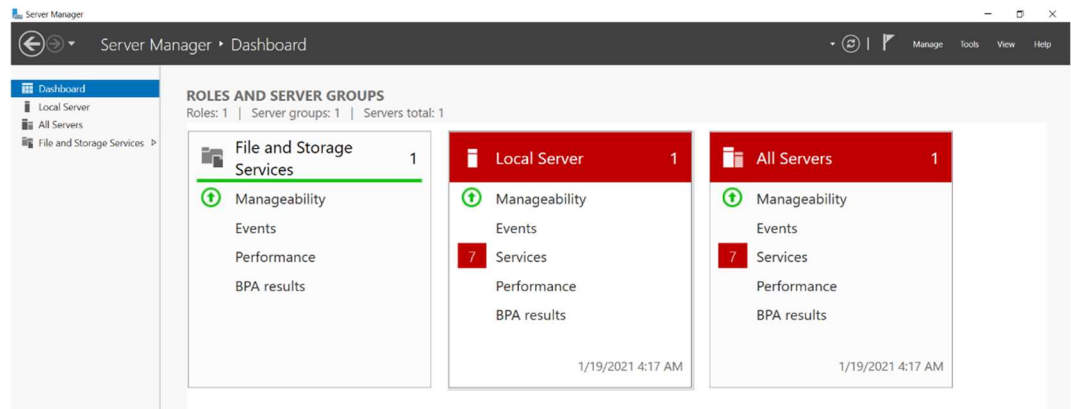 Server Manager
Server Manager • Dashboard
Manage Tools View Help
Dashboard
Local Server
All Servers
File and Storage Services
ROLES AND SERVER GROUPS
Roles: 1 | Server groups: 1 | Servers total: 1
File and Storage
Services
1
Manageability
Events
Performance
BPA results
Local Server 1
Manageability
Events
7 Services
Performance
BPA results
1/19/2021 4:17 AM
All Servers 1
Manageability
Events
7 Services
Performance
BPA results
1/19/2021 4:17 AM